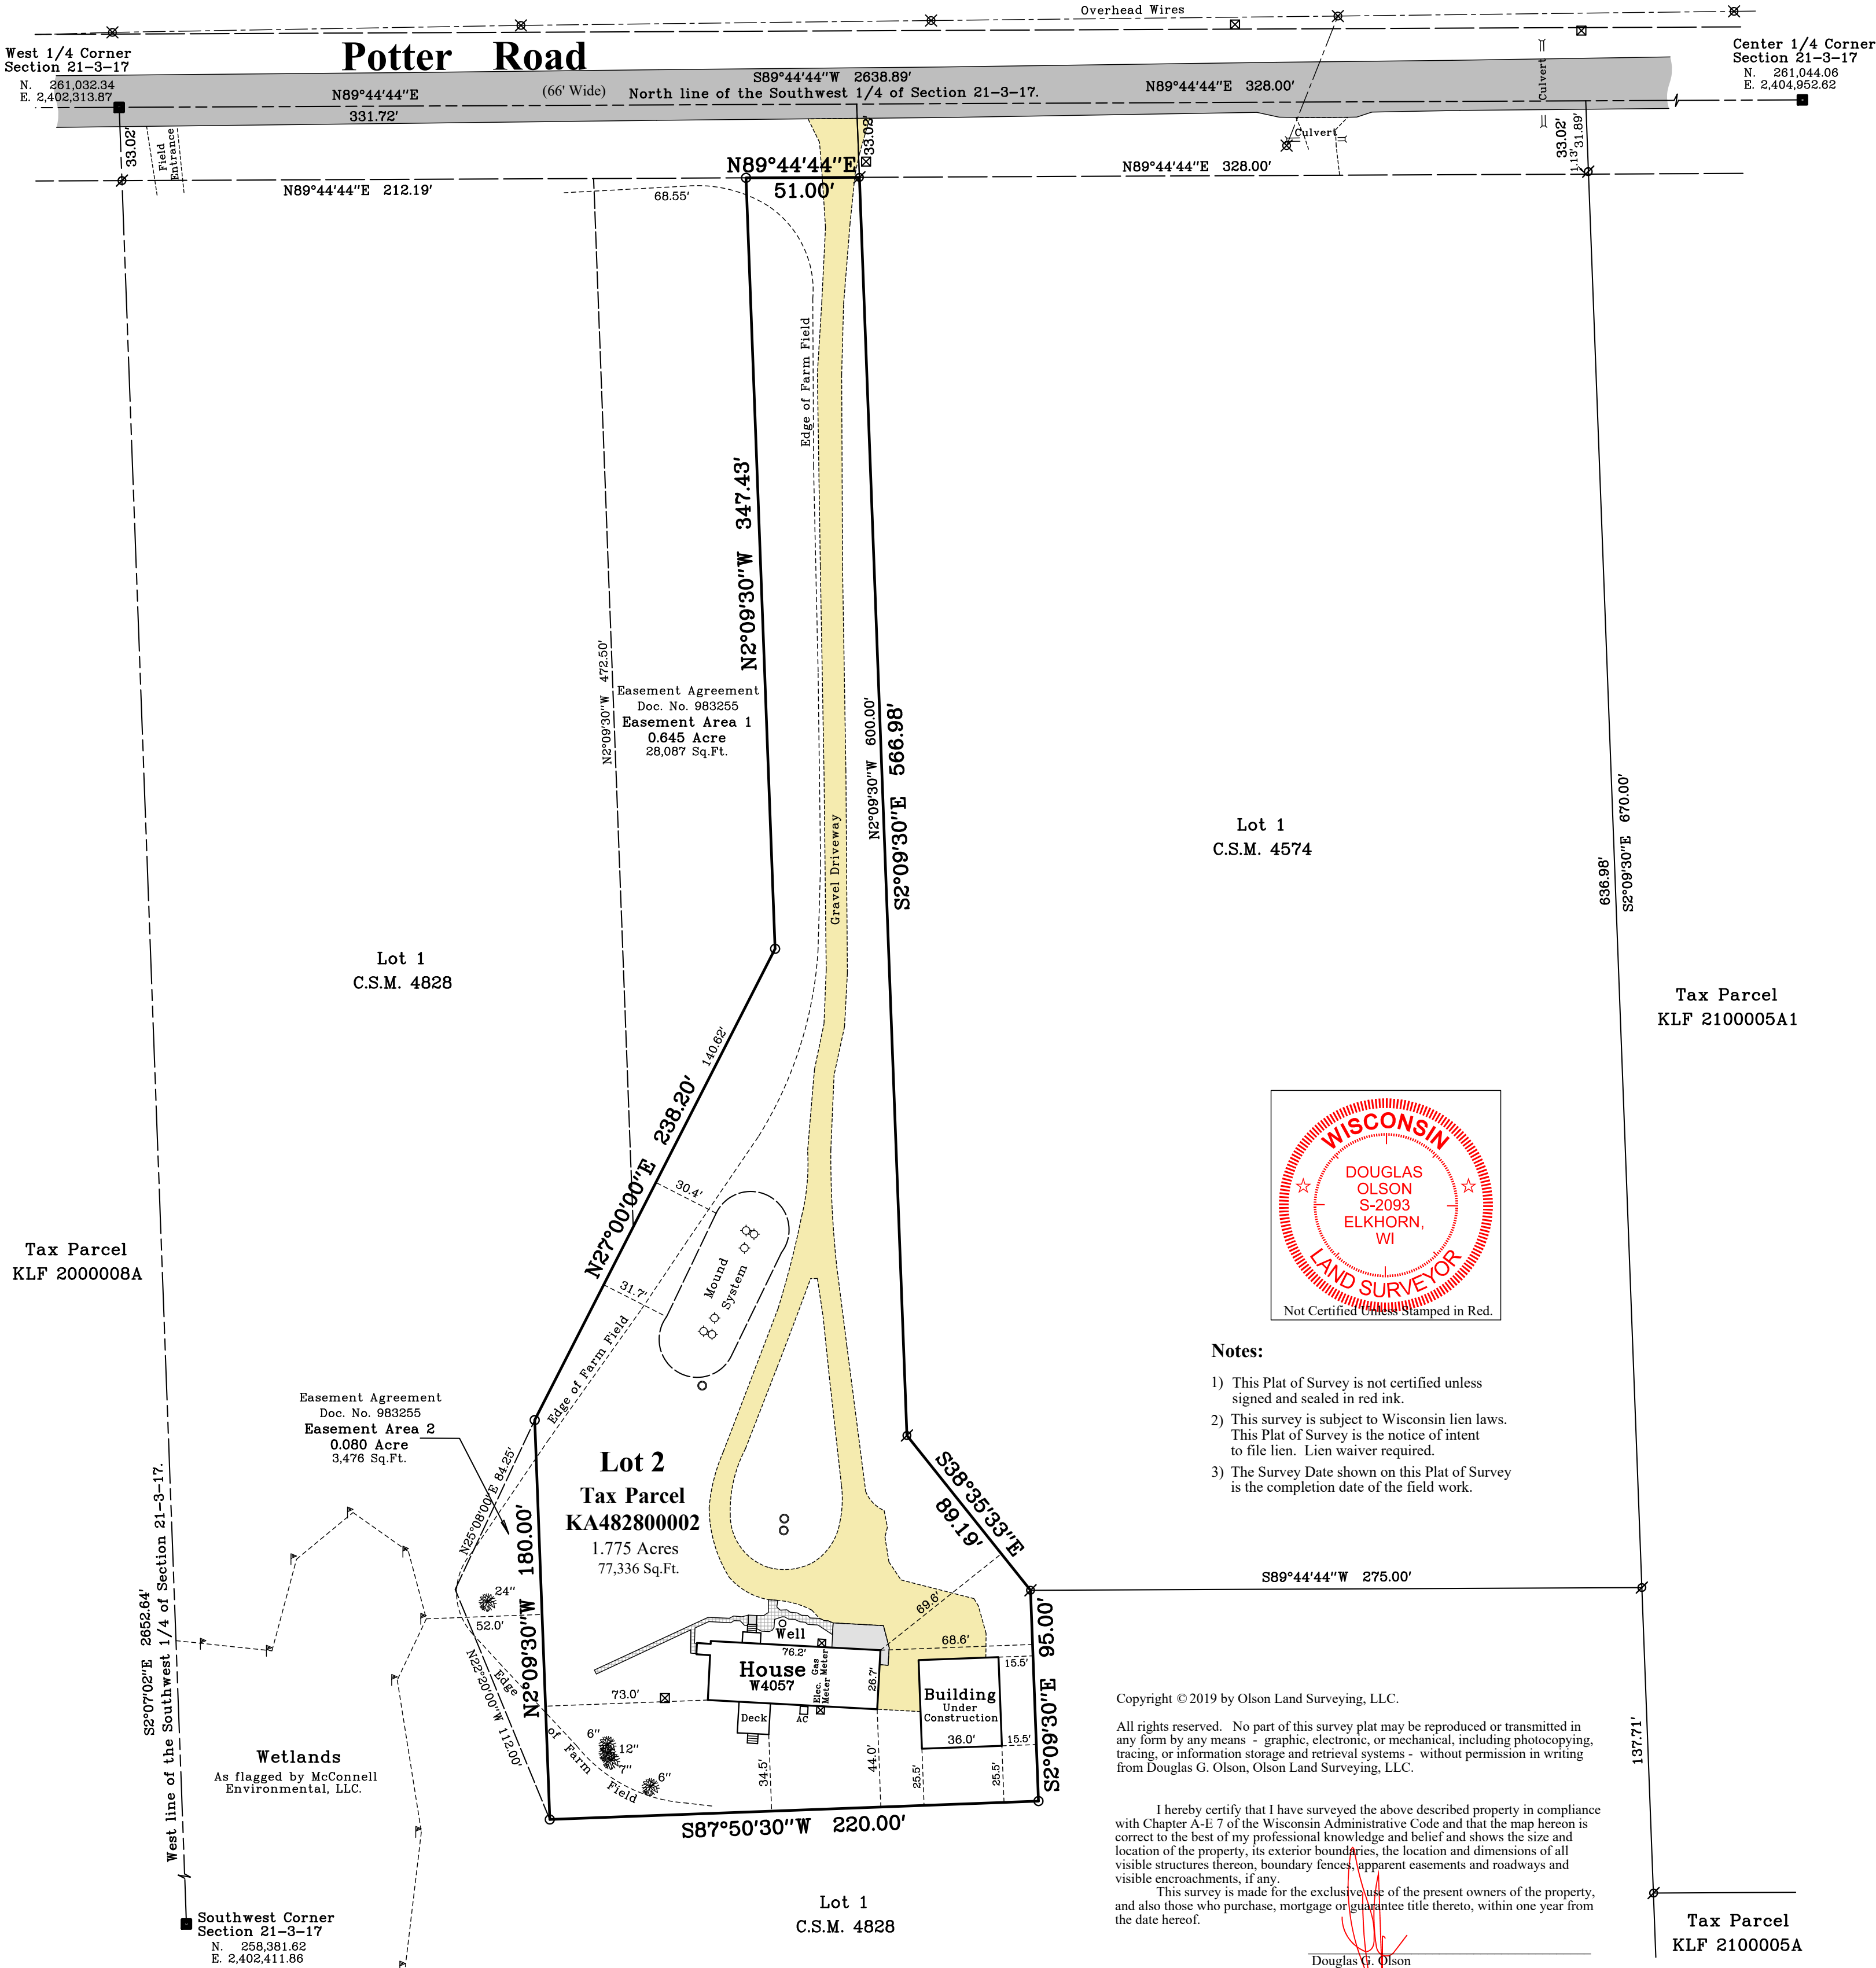 Overhead Wires
West 1/4 Corner
Section 21-3-17
N. 261,032.34
E. 2,402,313.87
Potter Road
(66' Wide)
S89°44'44"W 2638.89'
North line of the Southwest 1/4 of Section 21-3-17.
N89°44'44"E
331.72'
N89°44'44"E 328.00'
Culvert
Culvert
Center 1/4 Corner
Section 21-3-17
N. 261,044.06
E. 2,404,952.62
33.02'
Field
Entrance
33.02'
33.02'
1.13'
31.89'
N89°44'44"E 212.19'
68.55'
N89°44'44"E
51.00'
N89°44'44"E 328.00'
Edge of Farm Field
N2°09'30"W 347.43'
N2°09'30"W 472.50'
Easement Agreement
Doc. No. 983255
Easement Area 1
0.645 Acre
28,087 Sq.Ft.
N2°09'30"W 600.00'
S2°09'30"E 566.98'
Gravel Driveway
Lot 1
C.S.M. 4574
636.98'
S2°09'30"E 670.00'
Lot 1
C.S.M. 4828
Tax Parcel
KLF 2100005A1
N27°00'00"E 238.20'
140.62'
30.4'
31.7'
Mound
System
Edge of Farm Field
Tax Parcel
KLF 2000008A
WISCONSIN
DOUGLAS
OLSON
S-2093
ELKHORN,
WI
LAND SURVEYOR
Not Certified Unless Stamped in Red.
Notes:
1) This Plat of Survey is not certified unless
signed and sealed in red ink.
2) This survey is subject to Wisconsin lien laws.
This Plat of Survey is the notice of intent
to file lien. Lien waiver required.
3) The Survey Date shown on this Plat of Survey
is the completion date of the field work.
Easement Agreement
Doc. No. 983255
Easement Area 2
0.080 Acre
3,476 Sq.Ft.
N25°08'00"E 84.25'
N2°09'30"W 180.00'
Lot 2
Tax Parcel
KA482800002
1.775 Acres
77,336 Sq.Ft.
S38°35'33"E
89.19'
S89°44'44"W 275.00'
24"
52.0'
N22°20'00"W 112.00'
Edge
of
Farm
Field
69.6'
68.6'
Well
76.2'
House
W4057
Elec. Meter
Gas Meter
26.7'
73.0'
Deck
AC
Building
Under
Construction
36.0'
15.5'
15.5'
S2°09'30"E 95.00'
6"
12"
7"
6"
34.5'
44.0'
25.5'
25.5'
S87°50'30"W 220.00'
S2°07'02"E 2652.64'
West line of the Southwest 1/4 of Section 21-3-17.
Wetlands
As flagged by McConnell
Environmental, LLC.
137.71'
Copyright © 2019 by Olson Land Surveying, LLC.
All rights reserved. No part of this survey plat may be reproduced or transmitted in
any form by any means - graphic, electronic, or mechanical, including photocopying,
tracing, or information storage and retrieval systems - without permission in writing
from Douglas G. Olson, Olson Land Surveying, LLC.
I hereby certify that I have surveyed the above described property in compliance
with Chapter A-E 7 of the Wisconsin Administrative Code and that the map hereon is
correct to the best of my professional knowledge and belief and shows the size and
location of the property, its exterior boundaries, the location and dimensions of all
visible structures thereon, boundary fences, apparent easements and roadways and
visible encroachments, if any.
This survey is made for the exclusive use of the present owners of the property,
and also those who purchase, mortgage or guarantee title thereto, within one year from
the date hereof.
Douglas G. Olson
Southwest Corner
Section 21-3-17
N. 258,381.62
E. 2,402,411.86
Lot 1
C.S.M. 4828
Tax Parcel
KLF 2100005A